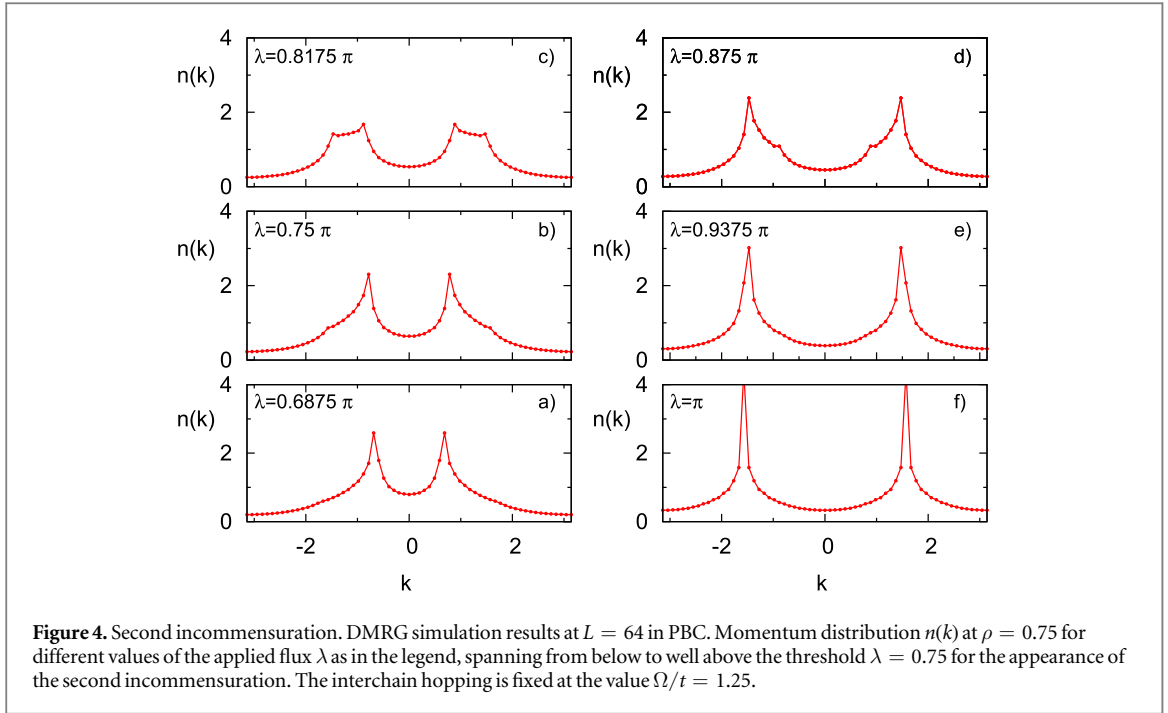 4
λ=0.8175 π
c)
n(k)
2
0
4
λ=0.875 π
d)
n(k)
2
0
4
λ=0.75 π
b)
n(k)
2
0
4
λ=0.9375 π
e)
n(k)
2
0
4
λ=0.6875 π
a)
n(k)
2
0
-2 0 2
k
4
λ=π
f)
n(k)
2
0
-2 0 2
k
Figure 4. Second incommensuration. DMRG simulation results at L = 64 in PBC. Momentum distribution n(k) at ρ = 0.75 for
different values of the applied flux λ as in the legend, spanning from below to well above the threshold λ = 0.75 for the appearance of
the second incommensuration. The interchain hopping is fixed at the value Ω/t = 1.25.